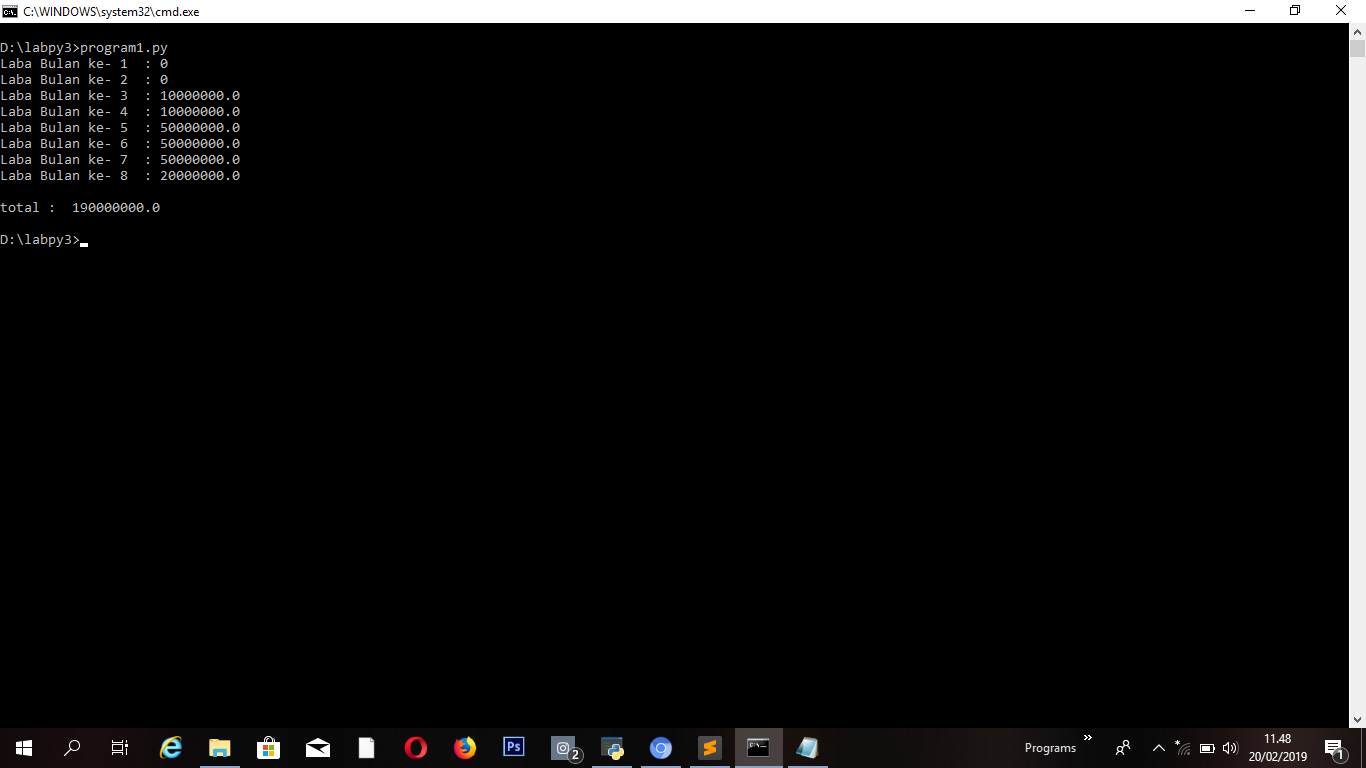 C:\WINDOWS\system32\cmd.exe
D:\labpy3>program1.py
Laba Bulan ke- 1  : 0
Laba Bulan ke- 2  : 0
Laba Bulan ke- 3  : 10000000.0
Laba Bulan ke- 4  : 10000000.0
Laba Bulan ke- 5  : 50000000.0
Laba Bulan ke- 6  : 50000000.0
Laba Bulan ke- 7  : 50000000.0
Laba Bulan ke- 8  : 20000000.0
total :  190000000.0
D:\labpy3>
Ps
2
Programs
11.48
20/02/2019
1